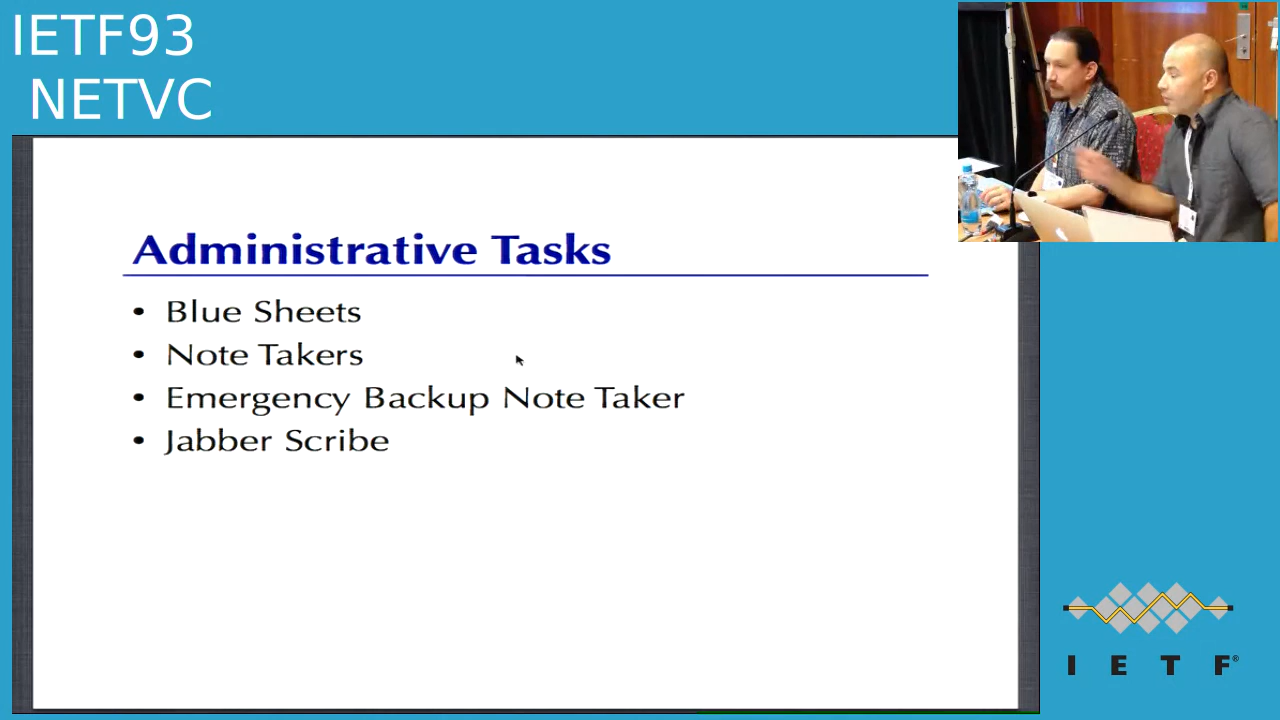 IETF93
NETVC
Administrative Tasks
• Blue Sheets
• Note Takers
• Emergency Backup Note Taker
• Jabber Scribe
I E T F®